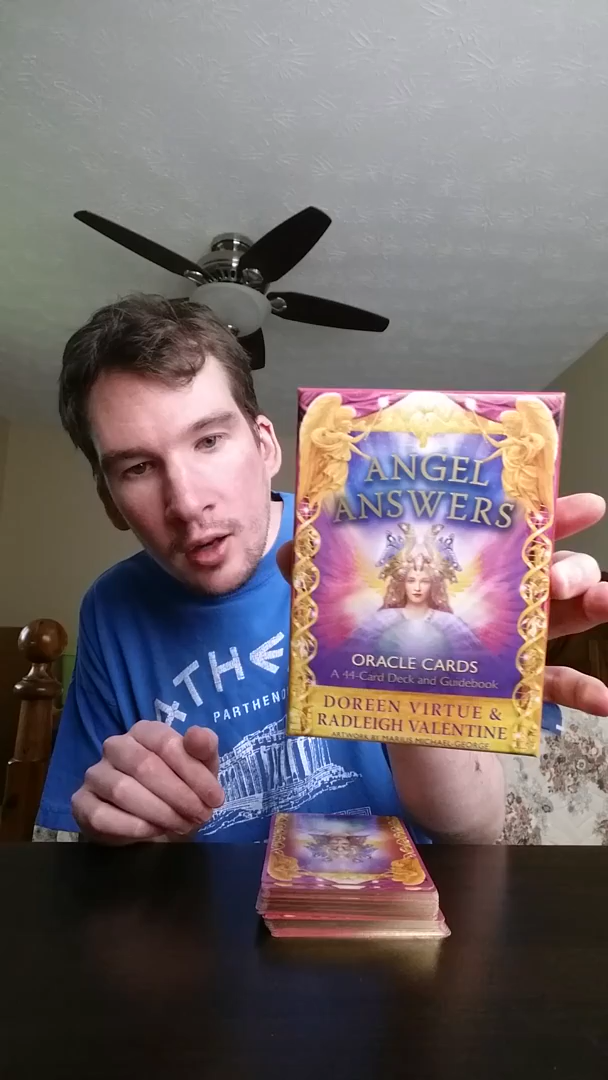 ANGEL
ANSWERS
ORACLE CARDS
A 44-Card Deck and Guidebook
DOREEN VIRTUE &
RADLEIGH VALENTINE
ARTWORK BY MARIUS MICHAEL-GEORGE
ATHE
PARTHENO